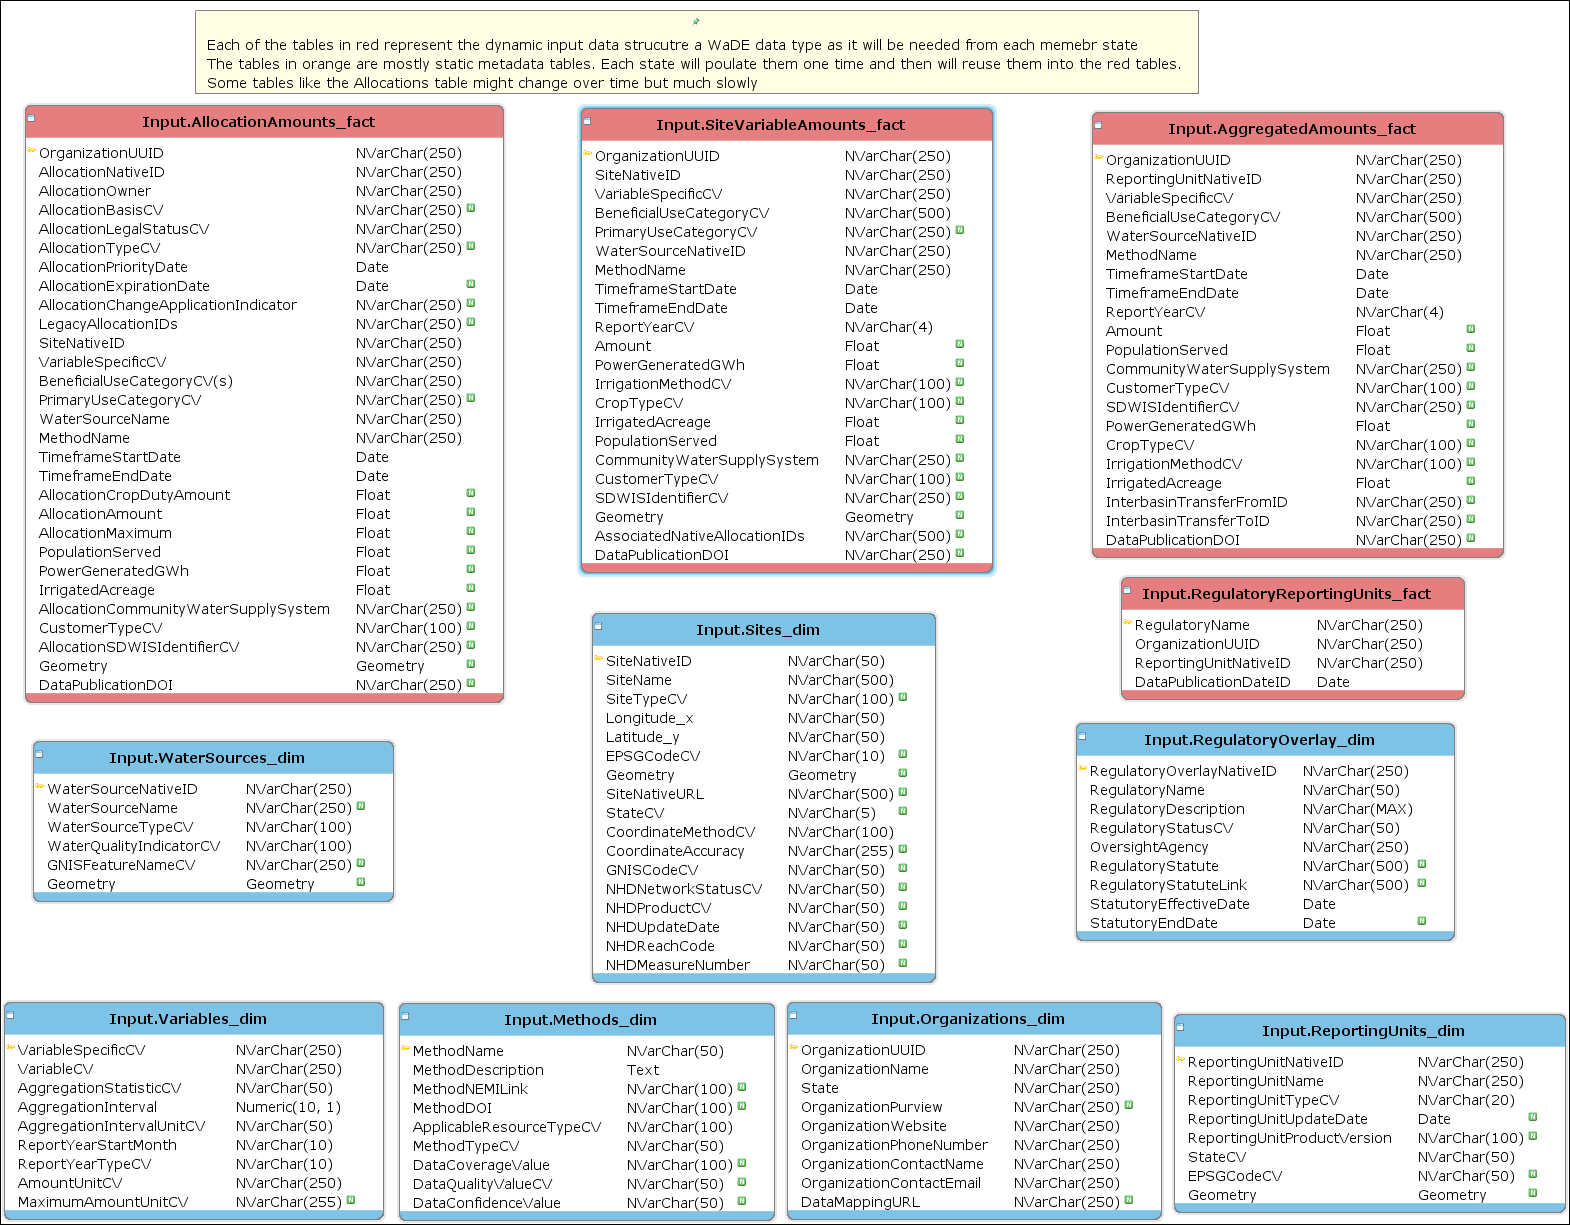 Each of the tables in red represent the dynamic input data strucutre a WaDE data type as it will be needed from each memebr state
The tables in orange are mostly static metadata tables. Each state will poulate them one time and then will reuse them into the red tables.
Some tables like the Allocations table might change over time but much slowly
Input.AllocationAmounts_fact
OrganizationUUID NVarChar(250)
AllocationNativeID NVarChar(250)
AllocationOwner NVarChar(250)
AllocationBasisCV NVarChar(250) N
AllocationLegalStatusCV NVarChar(250)
AllocationTypeCV NVarChar(250) N
AllocationPriorityDate Date
AllocationExpirationDate Date N
AllocationChangeApplicationIndicator NVarChar(250) N
LegacyAllocationIDs NVarChar(250) N
SiteNativeID NVarChar(250)
VariableSpecificCV NVarChar(250)
BeneficialUseCategoryCV(s) NVarChar(250)
PrimaryUseCategoryCV NVarChar(250) N
WaterSourceName NVarChar(250)
MethodName NVarChar(250)
TimeframeStartDate Date
TimeframeEndDate Date
AllocationCropDutyAmount Float N
AllocationAmount Float N
AllocationMaximum Float N
PopulationServed Float N
PowerGeneratedGWh Float N
IrrigatedAcreage Float N
AllocationCommunityWaterSupplySystem NVarChar(250) N
CustomerTypeCV NVarChar(100) N
AllocationSDWISIdentifierCV NVarChar(250) N
Geometry Geometry N
DataPublicationDOI NVarChar(250) N
Input.SiteVariableAmounts_fact
OrganizationUUID NVarChar(250)
SiteNativeID NVarChar(250)
VariableSpecificCV NVarChar(250)
BeneficialUseCategoryCV NVarChar(500)
PrimaryUseCategoryCV NVarChar(250) N
WaterSourceNativeID NVarChar(250)
MethodName NVarChar(250)
TimeframeStartDate Date
TimeframeEndDate Date
ReportYearCV NVarChar(4)
Amount Float N
PowerGeneratedGWh Float N
IrrigationMethodCV NVarChar(100) N
CropTypeCV NVarChar(100) N
IrrigatedAcreage Float N
PopulationServed Float N
CommunityWaterSupplySystem NVarChar(250) N
CustomerTypeCV NVarChar(100) N
SDWISIdentifierCV NVarChar(250) N
Geometry Geometry N
AssociatedNativeAllocationIDs NVarChar(500) N
DataPublicationDOI NVarChar(250) N
Input.AggregatedAmounts_fact
OrganizationUUID NVarChar(250)
ReportingUnitNativeID NVarChar(250)
VariableSpecificCV NVarChar(250)
BeneficialUseCategoryCV NVarChar(500)
WaterSourceNativeID NVarChar(250)
MethodName NVarChar(250)
TimeframeStartDate Date
TimeframeEndDate Date
ReportYearCV NVarChar(4)
Amount Float N
PopulationServed Float N
CommunityWaterSupplySystem NVarChar(250) N
CustomerTypeCV NVarChar(100) N
SDWISIdentifierCV NVarChar(250) N
PowerGeneratedGWh Float N
CropTypeCV NVarChar(100) N
IrrigationMethodCV NVarChar(100) N
IrrigatedAcreage Float N
InterbasinTransferFromID NVarChar(250) N
InterbasinTransferToID NVarChar(250) N
DataPublicationDOI NVarChar(250) N
Input.RegulatoryReportingUnits_fact
RegulatoryName NVarChar(250)
OrganizationUUID NVarChar(250)
ReportingUnitNativeID NVarChar(250)
DataPublicationDateID Date
Input.Sites_dim
SiteNativeID NVarChar(50)
SiteName NVarChar(500)
SiteTypeCV NVarChar(100) N
Longitude_x NVarChar(50)
Latitude_y NVarChar(50)
EPSGCodeCV NVarChar(10) N
Geometry Geometry N
SiteNativeURL NVarChar(500) N
StateCV NVarChar(5) N
CoordinateMethodCV NVarChar(100)
CoordinateAccuracy NVarChar(255) N
GNISCodeCV NVarChar(50) N
NHDNetworkStatusCV NVarChar(50) N
NHDProductCV NVarChar(50) N
NHDUpdateDate NVarChar(50) N
NHDReachCode NVarChar(50) N
NHDMeasureNumber NVarChar(50) N
Input.WaterSources_dim
WaterSourceNativeID NVarChar(250)
WaterSourceName NVarChar(250) N
WaterSourceTypeCV NVarChar(100)
WaterQualityIndicatorCV NVarChar(100)
GNISFeatureNameCV NVarChar(250) N
Geometry Geometry N
Input.RegulatoryOverlay_dim
RegulatoryOverlayNativeID NVarChar(250)
RegulatoryName NVarChar(50)
RegulatoryDescription NVarChar(MAX)
RegulatoryStatusCV NVarChar(50)
OversightAgency NVarChar(250)
RegulatoryStatute NVarChar(500) N
RegulatoryStatuteLink NVarChar(500) N
StatutoryEffectiveDate Date
StatutoryEndDate Date N
Input.Variables_dim
VariableSpecificCV NVarChar(250)
VariableCV NVarChar(250)
AggregationStatisticCV NVarChar(50)
AggregationInterval Numeric(10, 1)
AggregationIntervalUnitCV NVarChar(50)
ReportYearStartMonth NVarChar(10)
ReportYearTypeCV NVarChar(10)
AmountUnitCV NVarChar(250)
MaximumAmountUnitCV NVarChar(255) N
Input.Methods_dim
MethodName NVarChar(50)
MethodDescription Text
MethodNEMILink NVarChar(100) N
MethodDOI NVarChar(100) N
ApplicableResourceTypeCV NVarChar(100)
MethodTypeCV NVarChar(50)
DataCoverageValue NVarChar(100) N
DataQualityValueCV NVarChar(50) N
DataConfidenceValue NVarChar(50) N
Input.Organizations_dim
OrganizationUUID NVarChar(250)
OrganizationName NVarChar(250)
State NVarChar(250)
OrganizationPurview NVarChar(250) N
OrganizationWebsite NVarChar(250)
OrganizationPhoneNumber NVarChar(250)
OrganizationContactName NVarChar(250)
OrganizationContactEmail NVarChar(250)
DataMappingURL NVarChar(250) N
Input.ReportingUnits_dim
ReportingUnitNativeID NVarChar(250)
ReportingUnitName NVarChar(250)
ReportingUnitTypeCV NVarChar(20)
ReportingUnitUpdateDate Date N
ReportingUnitProductVersion NVarChar(100) N
StateCV NVarChar(50)
EPSGCodeCV NVarChar(50) N
Geometry Geometry N